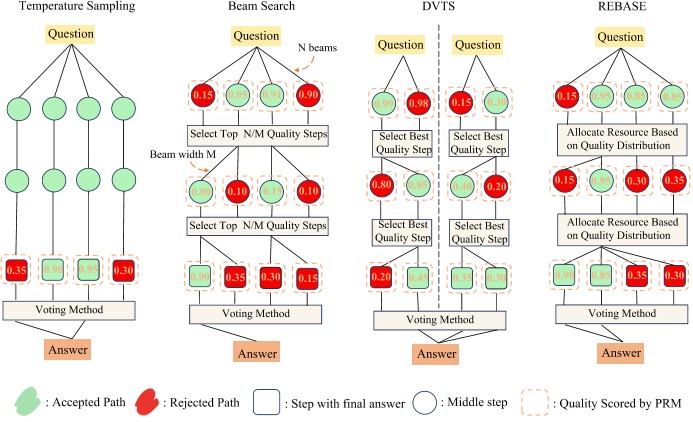 Temperature Sampling
Beam Search
DVTS
REBASE
Question
Question
Question
Question
Question
N beams
0.15
0.95
0.91
0.90
0.99
0.98
0.15
0.30
0.15
0.95
0.85
0.85
Select Top N/M Quality Steps
Select Best
Quality Step
Select Best
Quality Step
Allocate Resource Based
on Quality Distribution
Beam width M
0.90
0.10
0.15
0.10
0.80
0.85
0.40
0.20
0.15
0.95
0.30
0.35
Select Top N/M Quality Steps
Select Best
Quality Step
Select Best
Quality Step
Allocate Resource Based
on Quality Distribution
0.35
0.90
0.95
0.30
0.90
0.35
0.30
0.15
0.20
0.45
0.35
0.30
0.90
0.85
0.35
0.30
Voting Method
Voting Method
Voting Method
Voting Method
Answer
Answer
Answer
Answer
: Accepted Path
: Rejected Path
: Step with final answer
: Middle step
: Quality Scored by PRM